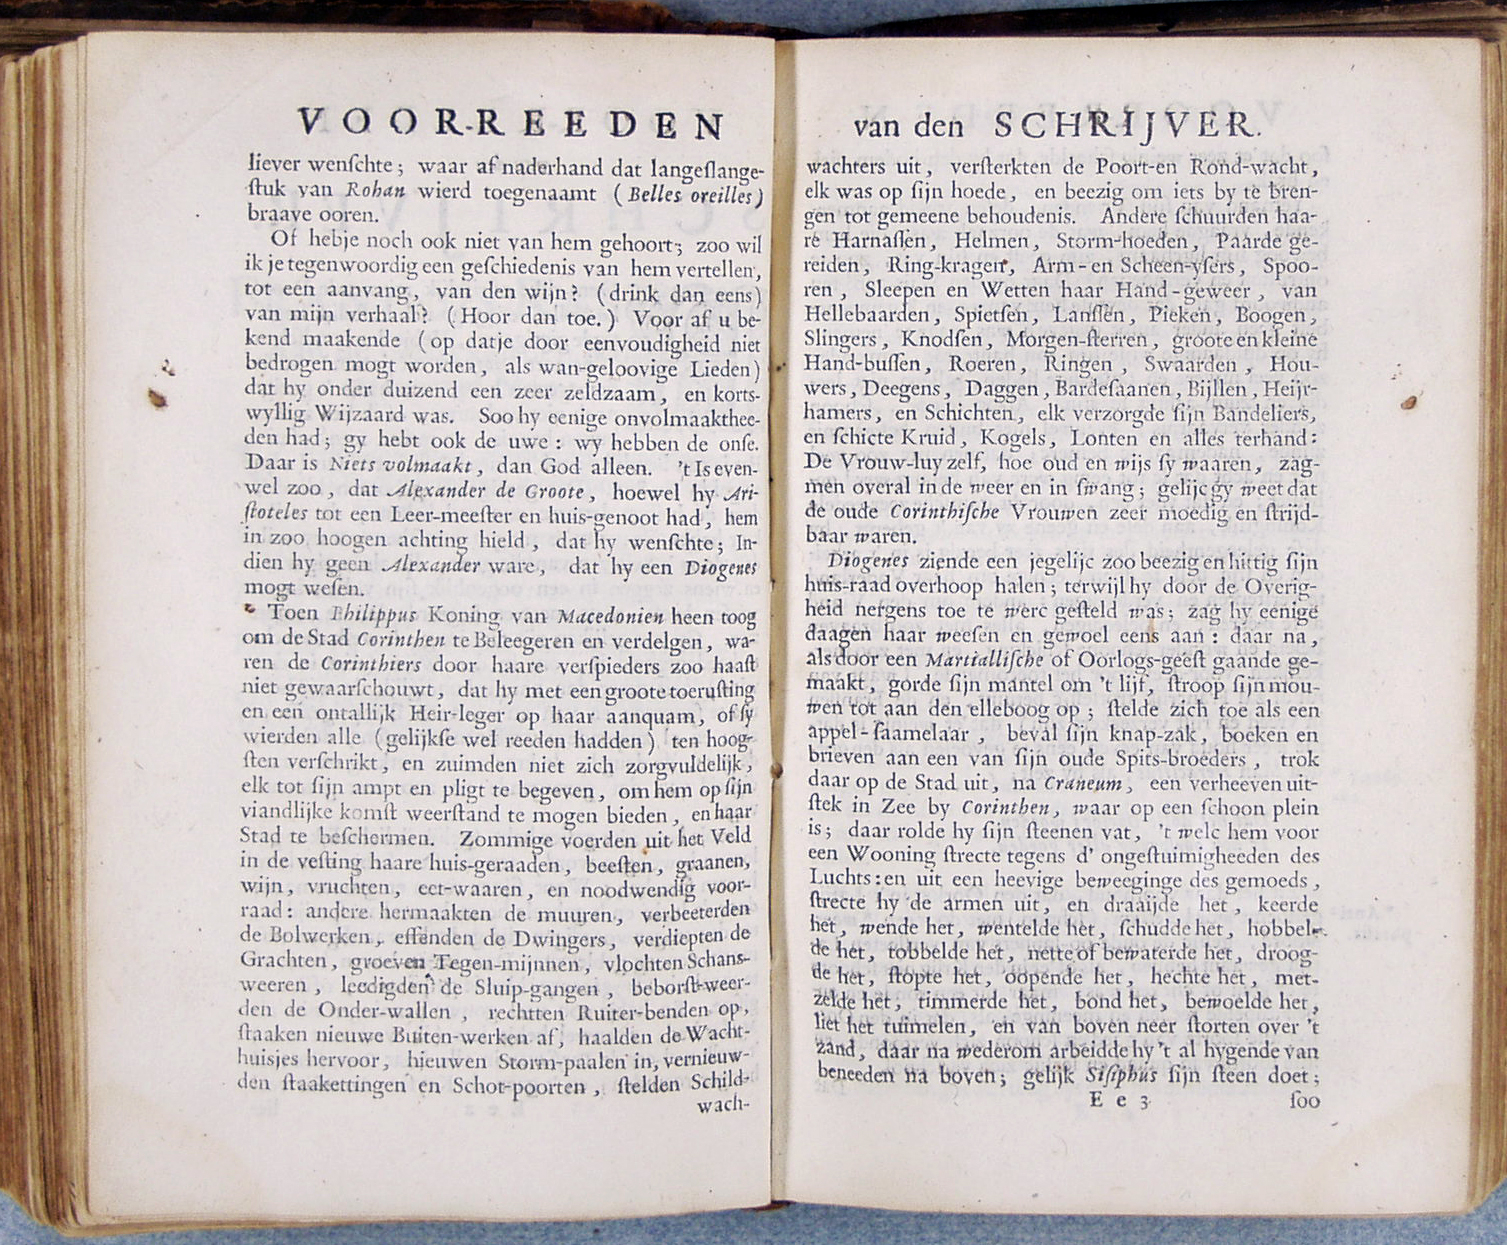 VOOR-REEDEN
liever wenſchte; waar af naderhand dat langeſlange-
ſtuk van Rohan wierd toegenaamt (Belles oreilles)
braave ooren.
Of hebje noch ook niet van hem gehoort; zoo wil
ik je tegenwoordig een geſchiedenis van hem vertellen,
tot een aanvang, van den wijn? (drink dan eens)
van mijn verhaal? (Hoor dan toe.) Voor af u be-
kend maakende (op datje door eenvoudigheid niet
bedrogen mogt worden, als wan-geloovige Lieden)
dat hy onder duizend een zeer zeldzaam, en korts-
wyllig Wijzaard was. Soo hy eenige onvolmaakthee-
den had; gy hebt ook de uwe: wy hebben de onſe.
Daar is Niets volmaakt, dan God alleen. 't Is even-
wel zoo, dat Alexander de Groote, hoewel hy Ari-
ſtoteles tot een Leer-meeſter en huis-genoot had, hem
in zoo hoogen achting hield, dat hy wenſchte; In-
dien hy geen Alexander ware, dat hy een Diogenes
mogt weſen.
Toen Philippus Koning van Macedonien heen toog
om de Stad Corinthen te Beleegeren en verdelgen, wa-
ren de Corinthiers door haare verſpieders zoo haaſt
niet gewaarſchouwt, dat hy met een groote toeruſting
en een ontallijk Heir-leger op haar aanquam, of ſy
wierden alle (gelijkſe wel reeden hadden) ten hoog-
ſten verſchrikt, en zuimden niet zich zorgvuldelijk,
elk tot ſijn ampt en pligt te begeven, om hem op ſijn
viandlijke komſt weerſtand te mogen bieden, en haar
Stad te beſchermen. Zommige voerden uit het Veld
in de veſting haare huis-geraaden, beeſten, graanen,
wijn, vruchten, eet-waaren, en noodwendig voor-
raad: andere hermaakten de muuren, verbeeterden
de Bolwerken, effenden de Dwingers, verdiepten de
Grachten, groeven Tegen-mijnnen, vlochten Schans-
weeren, leedigden de Sluip-gangen, beborſt-weer-
den de Onder-wallen, rechtten Ruiter-benden op,
ſtaaken nieuwe Buiten-werken af, haalden de Wacht-
huisjes hervoor, hieuwen Storm-paalen in, vernieuw-
den ſtaakettingen en Schot-poorten, ſtelden Schild-
wach-
van den SCHRIJVER.
wachters uit, verſterkten de Poort-en Rond-wacht,
elk was op ſijn hoede, en beezig om iets by te bren-
gen tot gemeene behoudenis. Andere ſchuurden haa-
re Harnaſſen, Helmen, Storm-hoeden, Paarde ge-
reiden, Ring-kragen, Arm-en Scheen-yſers, Spoo-
ren, Sleepen en Wetten haar Hand-geweer, van
Hellebaarden, Spietſen, Lanſſen, Pieken, Boogen,
Slingers, Knodſen, Morgen-ſterren, groote en kleine
Hand-buſſen, Roeren, Ringen, Swaarden, Hou-
wers, Deegens, Daggen, Bardeſaanen, Bijllen, Heijr-
hamers, en Schichten, elk verzorgde ſijn Bandeliers,
en ſchicte Kruid, Kogels, Lonten en alles terhand:
De Vrouw-luy zelf, hoe oud en wijs ſy waaren, zag-
men overal in de weer en in ſwang; gelijc gy weet dat
de oude Corinthiſche Vrouwen zeer moedig en ſtrijd-
baar waren.
Diogenes ziende een jegelijc zoo beezig en hittig ſijn
huis-raad overhoop halen; terwijl hy door de Overig-
heid nergens toe te werc geſteld was; zag hy eenige
daagen haar weeſen en gewoel eens aan: daar na,
als door een Martialliſche of Oorlogs-geeſt gaande ge-
maakt, gorde ſijn mantel om 't lijf, ſtroop ſijn mou-
wen tot aan den elleboog op; ſtelde zich toe als een
appel-ſaamelaar, beval ſijn knap-zak, boeken en
brieven aan een van ſijn oude Spits-broeders, trok
daar op de Stad uit, na Craneum, een verheeven uit-
ſtek in Zee by Corinthen, waar op een ſchoon plein
is; daar rolde hy ſijn ſteenen vat, 't welc hem voor
een Wooning ſtrecte tegens d' ongeſtuimigheeden des
Luchts: en uit een heevige beweeginge des gemoeds,
ſtrecte hy de armen uit, en draaijde het, keerde
het, wende het, wentelde het, ſchudde het, hobbel-
de het, tobbelde het, nette of bewaterde het, droog-
de het, ſtopte het, oopende het, hechte het, met-
zelde het, timmerde het, bond het, bewoelde het,
liet het tuimelen, en van boven neer ſtorten over 't
zand, daar na wederom arbeidde hy 't al hygende van
beneeden na boven; gelijk Siſphus ſijn ſteen doet;
E e 3 ſoo